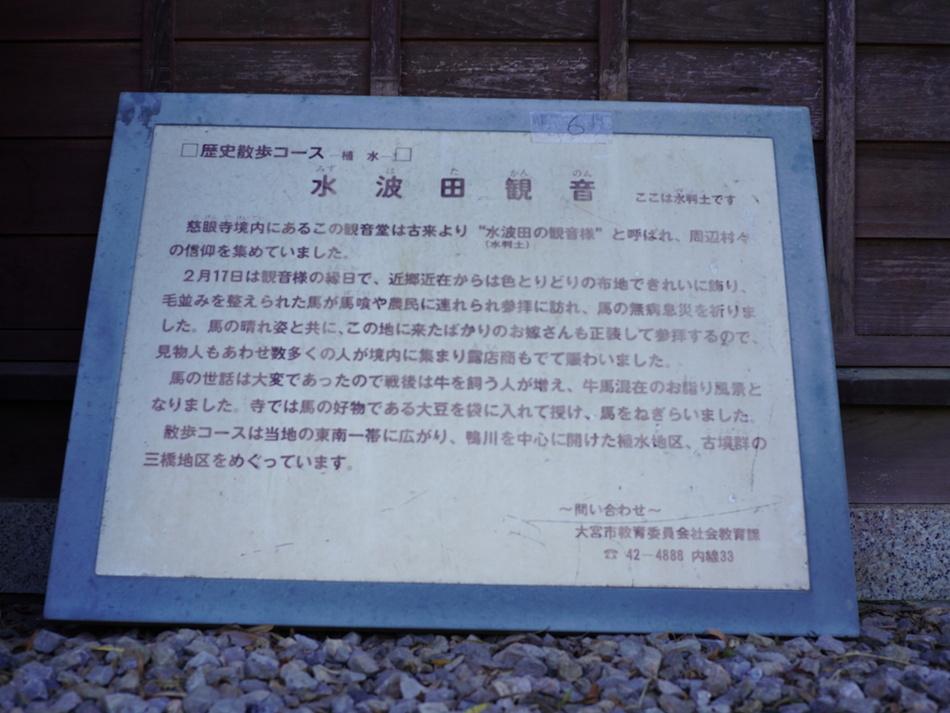 6
□歴史散歩コース—植水—□
みず は た かん のん
水波田観音 ここは水判土です
慈眼寺境内にあるこの観音堂は古来より“水波田の観音様”と呼ばれ、周辺村々
(水判土)
の信仰を集めていました。
2月17日は観音様の縁日で、近郷近在からは色とりどりの布地できれいに飾り、
毛並みを整えられた馬が馬喰や農民に連れられ参拝に訪れ、馬の無病息災を祈りま
した。馬の晴れ姿と共に、この地に来たばかりのお嫁さんも正装して参拝するので、
見物人もあわせ数多くの人が境内に集まり露店商もでて賑わいました。
馬の世話は大変であったので戦後は牛を飼う人が増え、牛馬混在のお詣り風景と
なりました。寺では馬の好物である大豆を袋に入れて授け、馬をねぎらいました。
散歩コースは当地の東南一帯に広がり、鴨川を中心に開けた植水地区、古墳群の
三橋地区をめぐっています。
〜問い合わせ〜
大宮市教育委員会社会教育課
☎ 42—4888 内線33